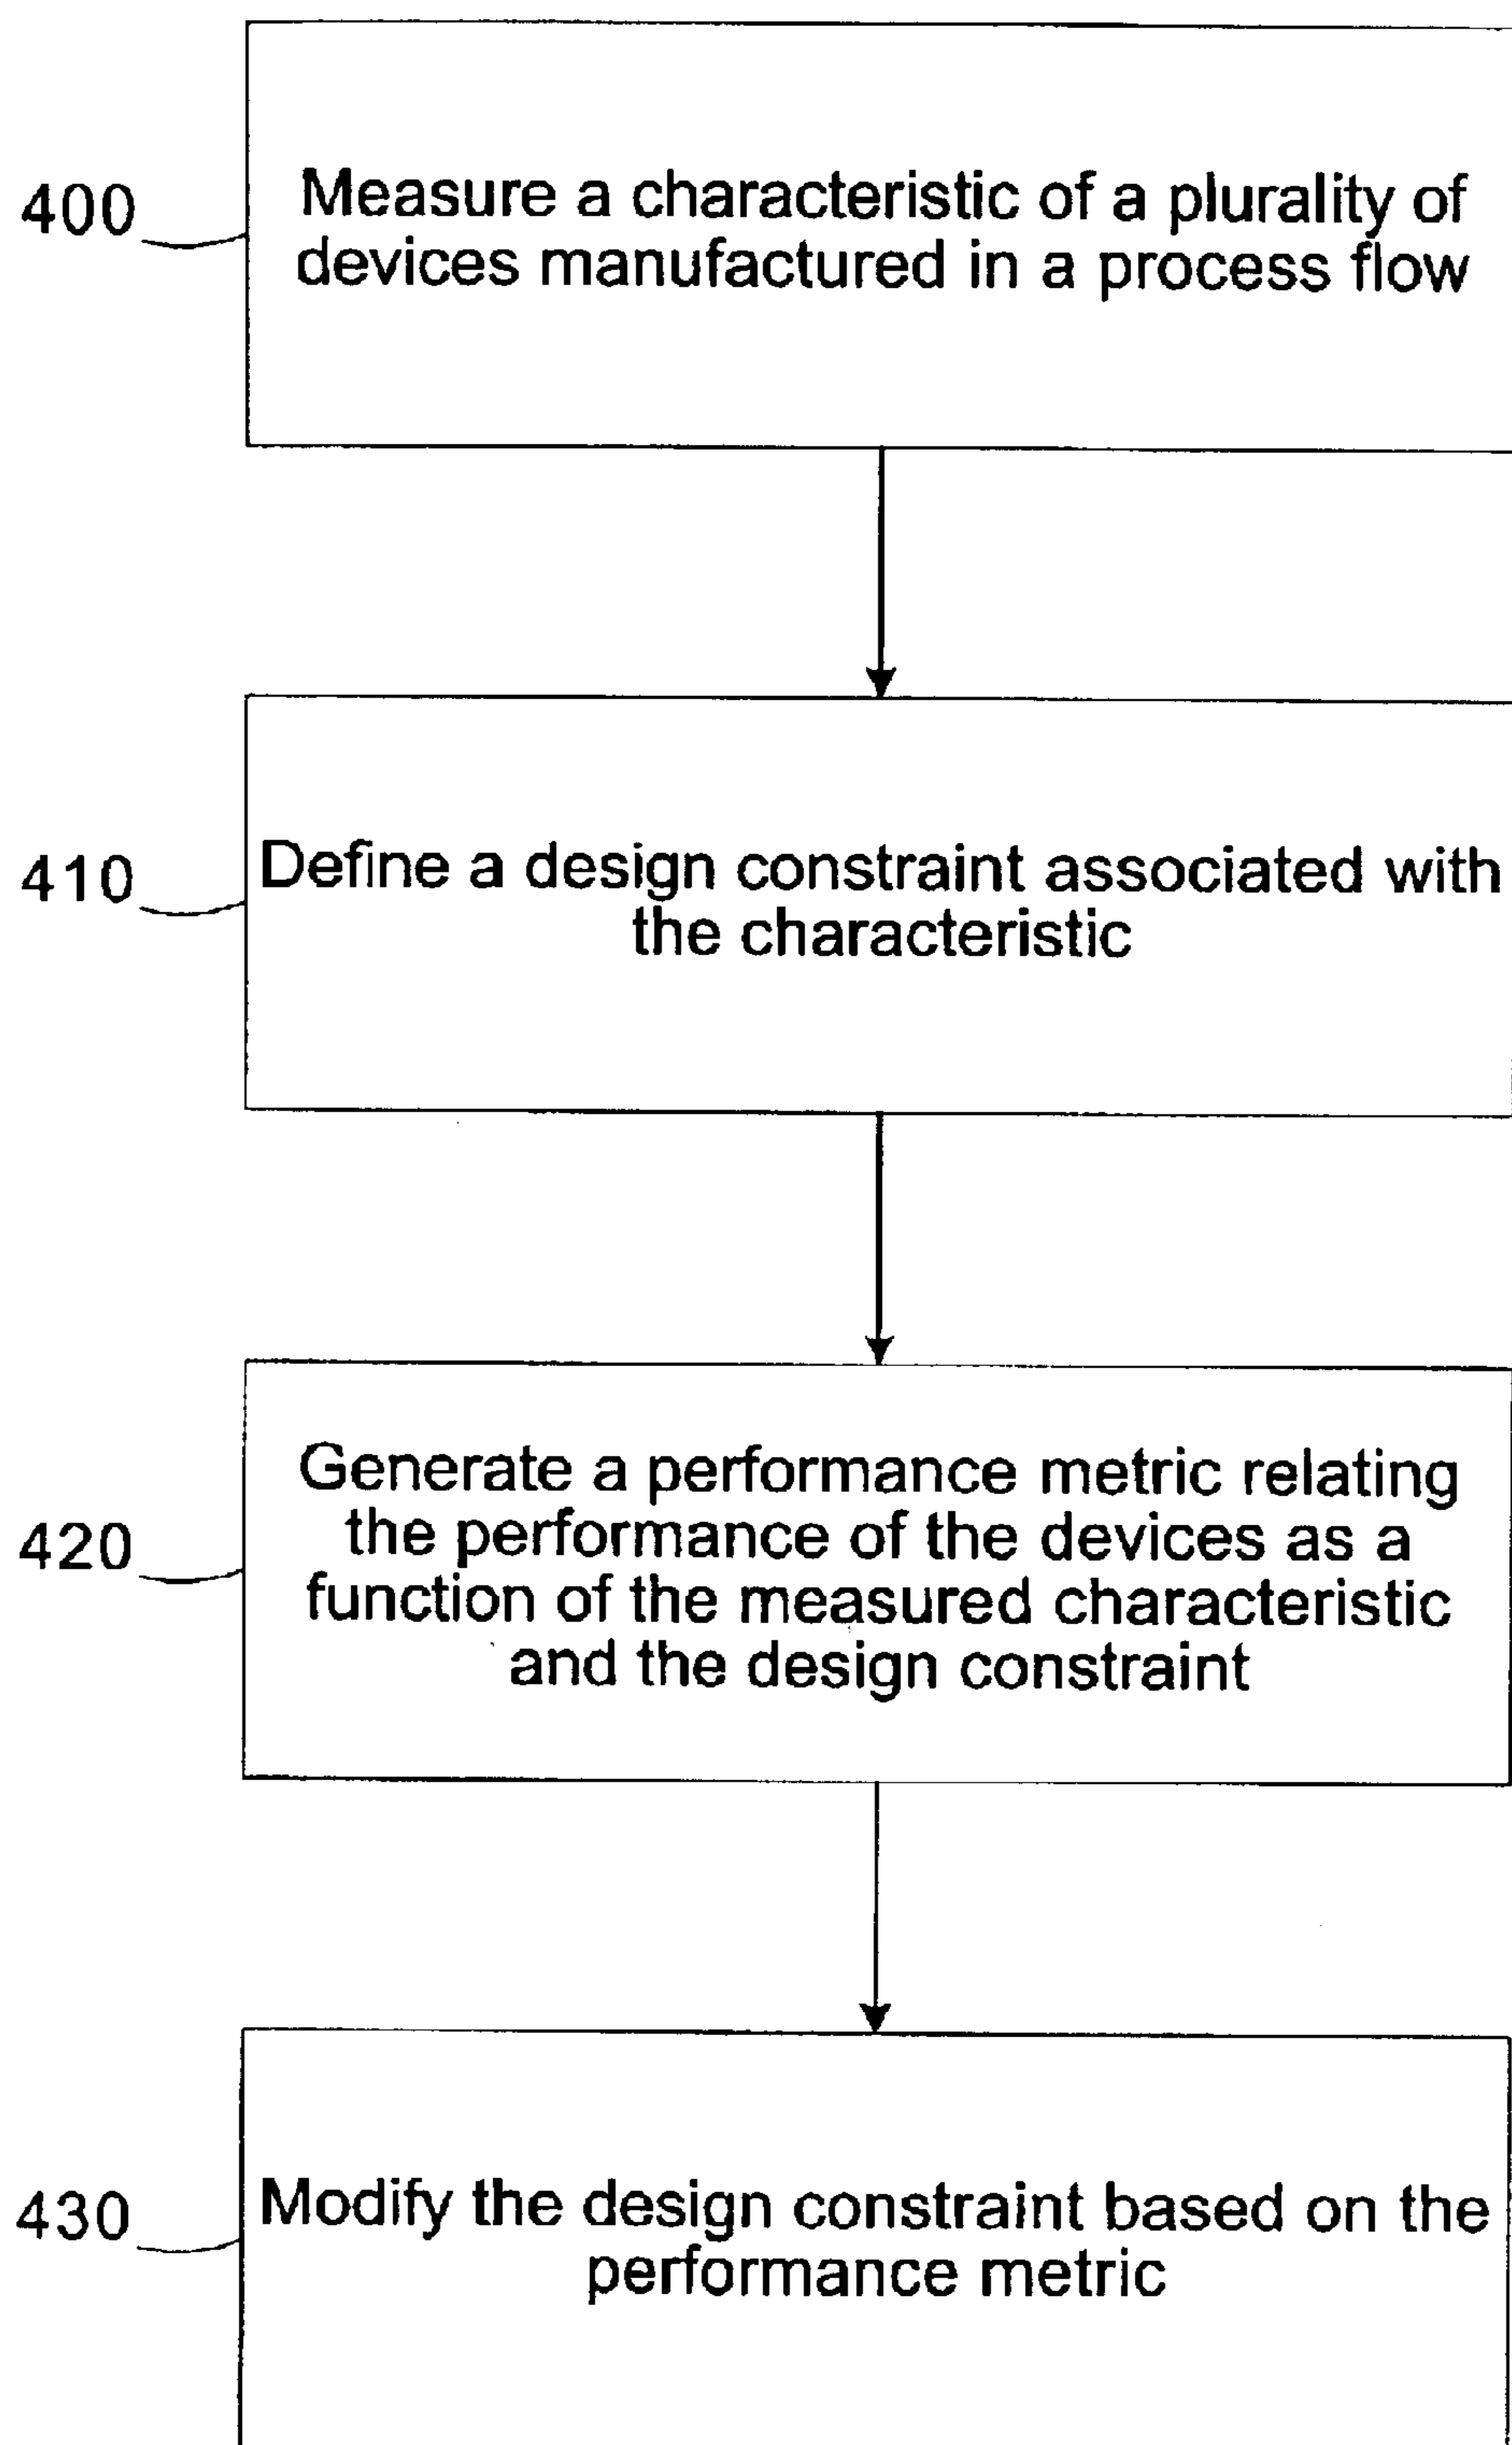 400
Measure a characteristic of a plurality of
devices manufactured in a process flow
410
Define a design constraint associated with
the characteristic
420
Generate a performance metric relating
the performance of the devices as a
function of the measured characteristic
and the design constraint
430
Modify the design constraint based on the
performance metric